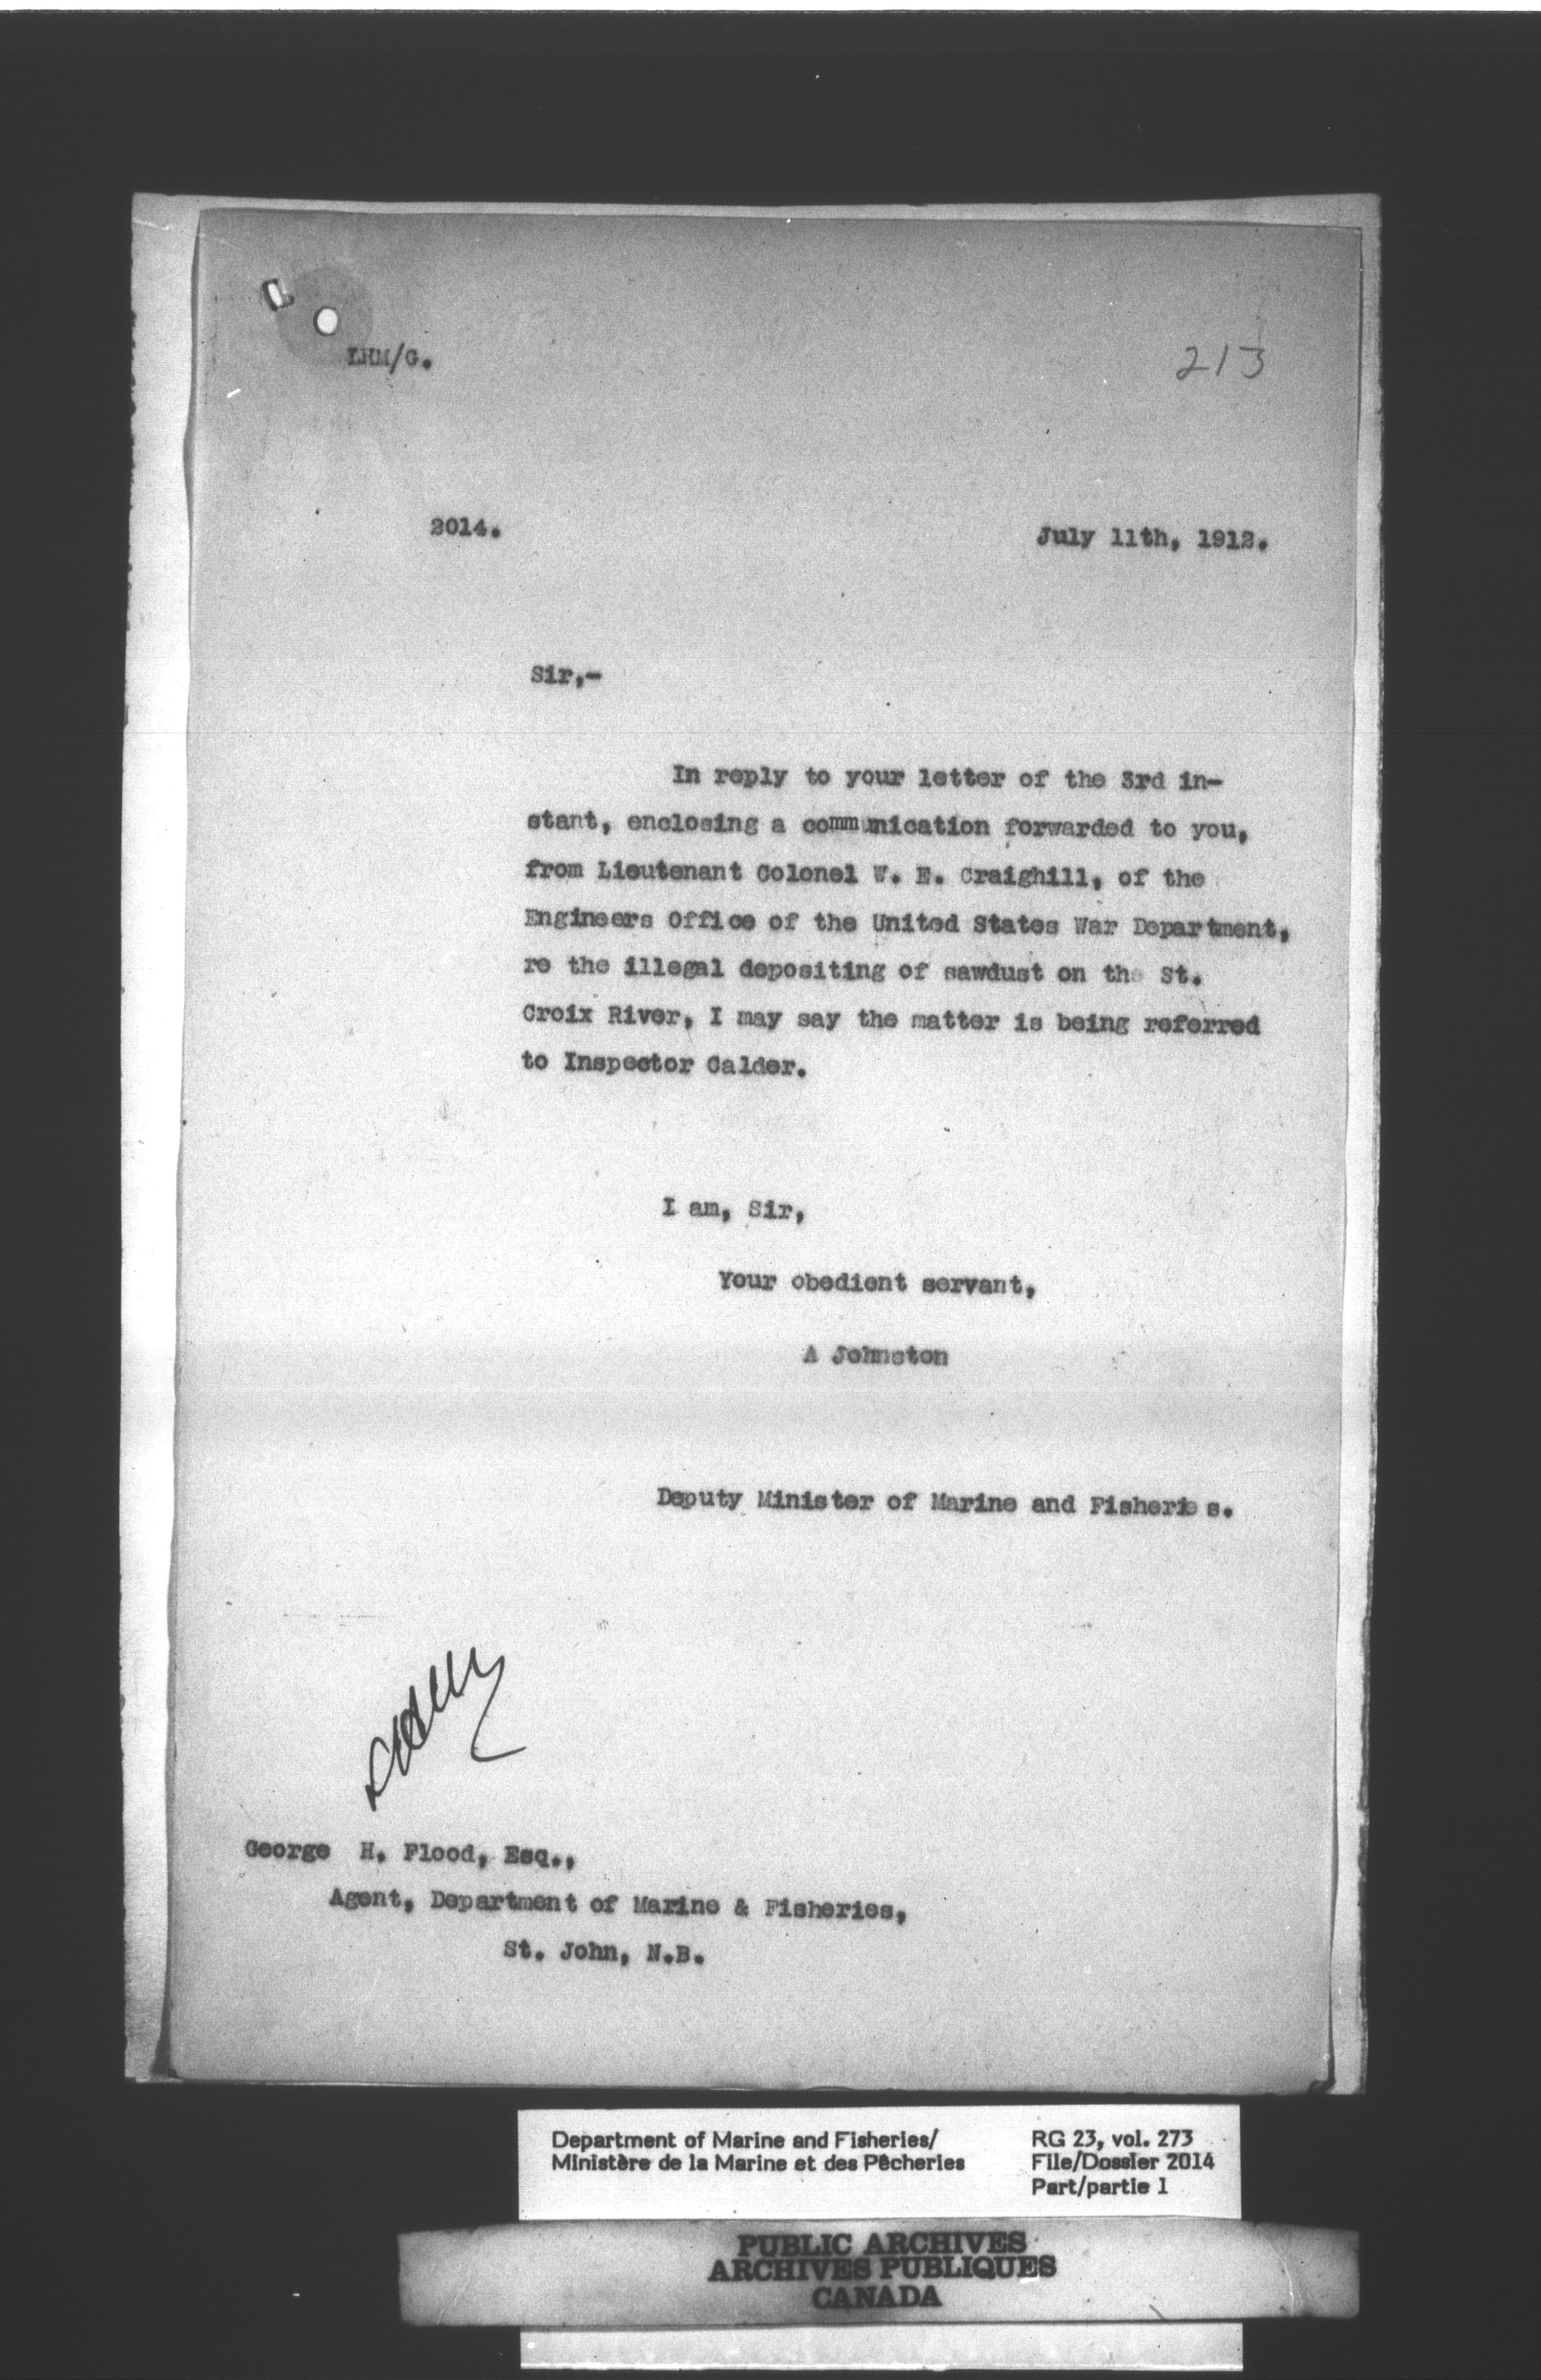 LHM/G.
213
2014.
July 11th, 1912.
Sir,-
In reply to your letter of the 3rd in-
stant, enclosing a communication forwarded to you,
from Lieutenant Colonel W. E. Craighill, of the
Engineers Office of the United States War Department,
re the illegal depositing of sawdust on the St.
Croix River, I may say the matter is being referred
to Inspector Calder.
I am, Sir,
Your obedient servant,
A Johnston
Deputy Minister of Marine and Fisheries.
George H. Flood, Esq.,
Agent, Department of Marine & Fisheries,
St. John, N.B.
Department of Marine and Fisheries/
Ministère de la Marine et des Pêcheries
RG 23, vol. 273
File/Dossier 2014
Part/partie 1
PUBLIC ARCHIVES
ARCHIVES PUBLIQUES
CANADA